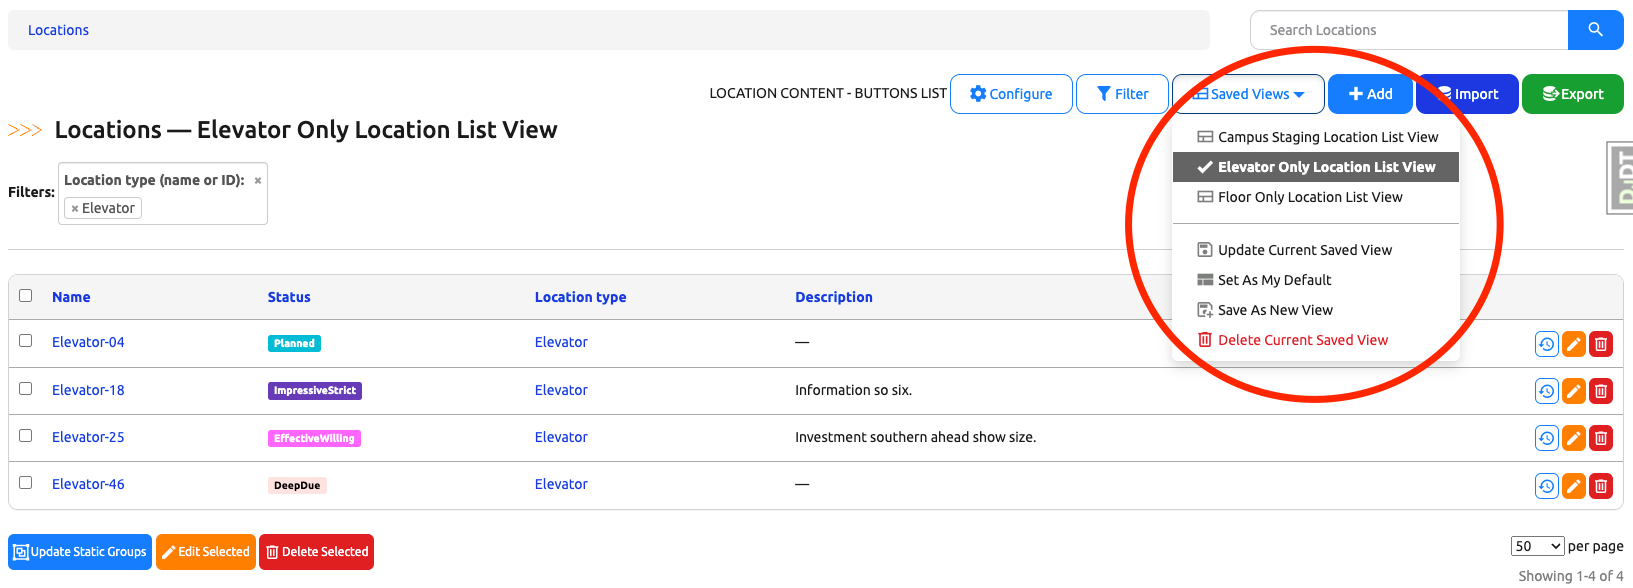 Locations
Search Locations
LOCATION CONTENT - BUTTONS LIST
Configure
Filter
Saved Views
Add
Import
Export
>>> Locations — Elevator Only Location List View
Campus Staging Location List View
Elevator Only Location List View
Floor Only Location List View
Update Current Saved View
Set As My Default
Save As New View
Delete Current Saved View
Filters:
Location type (name or ID): ×
× Elevator
DjDT
Name Status Location type Description
Elevator-04 Planned Elevator —
Elevator-18 ImpressiveStrict Elevator Information so six.
Elevator-25 EffectiveWilling Elevator Investment southern ahead show size.
Elevator-46 DeepDue Elevator —
Update Static Groups
Edit Selected
Delete Selected
50 per page
Showing 1-4 of 4